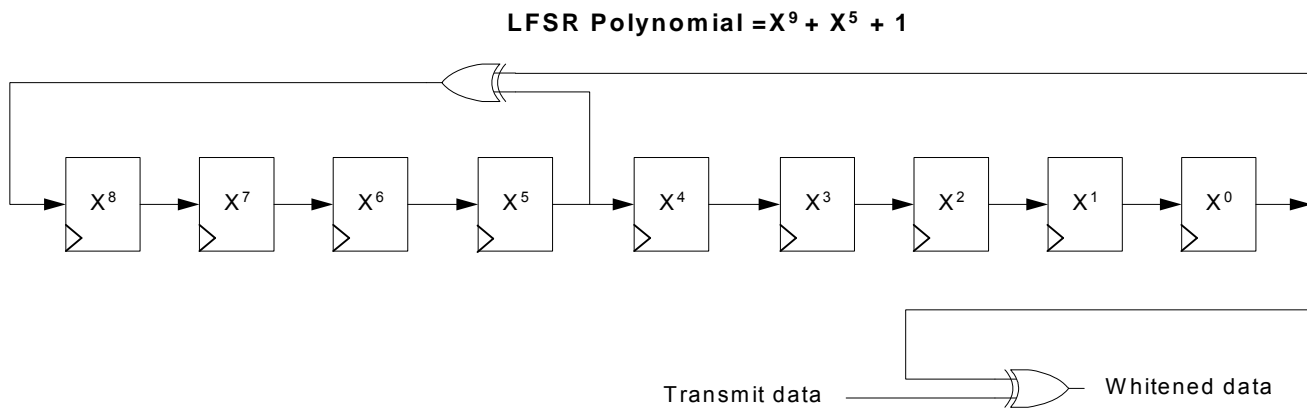 LFSR Polynomial =X⁹ + X⁵ + 1
X⁸ X⁷ X⁶ X⁵ X⁴ X³ X² X¹ X⁰
Transmit data Whitened data